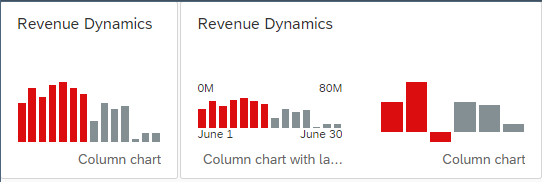 Revenue Dynamics
Column chart
Revenue Dynamics
0M 80M
June 1 June 30
Column chart with la...
Column chart